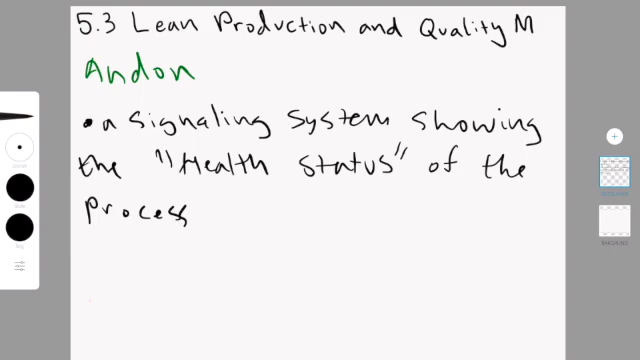 5.3 Lean Production and Quality M
Andon
• a signaling system showing
the "Health Status" of the
process